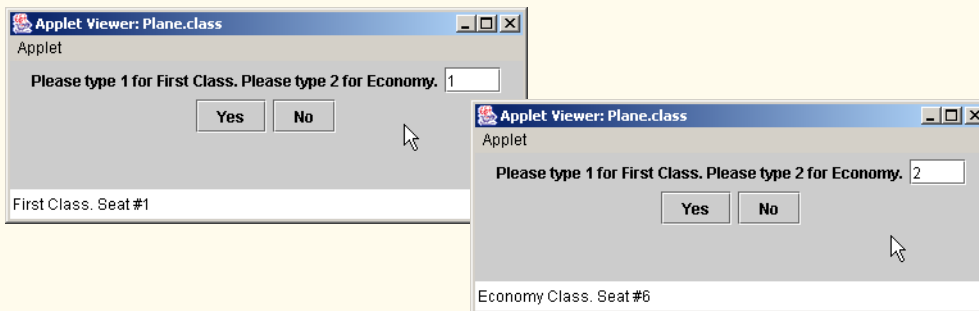 Applet Viewer: Plane.class
Applet
Please type 1 for First Class. Please type 2 for Economy. 1
Yes No
First Class. Seat #1
Applet Viewer: Plane.class
Applet
Please type 1 for First Class. Please type 2 for Economy. 2
Yes No
Economy Class. Seat #6